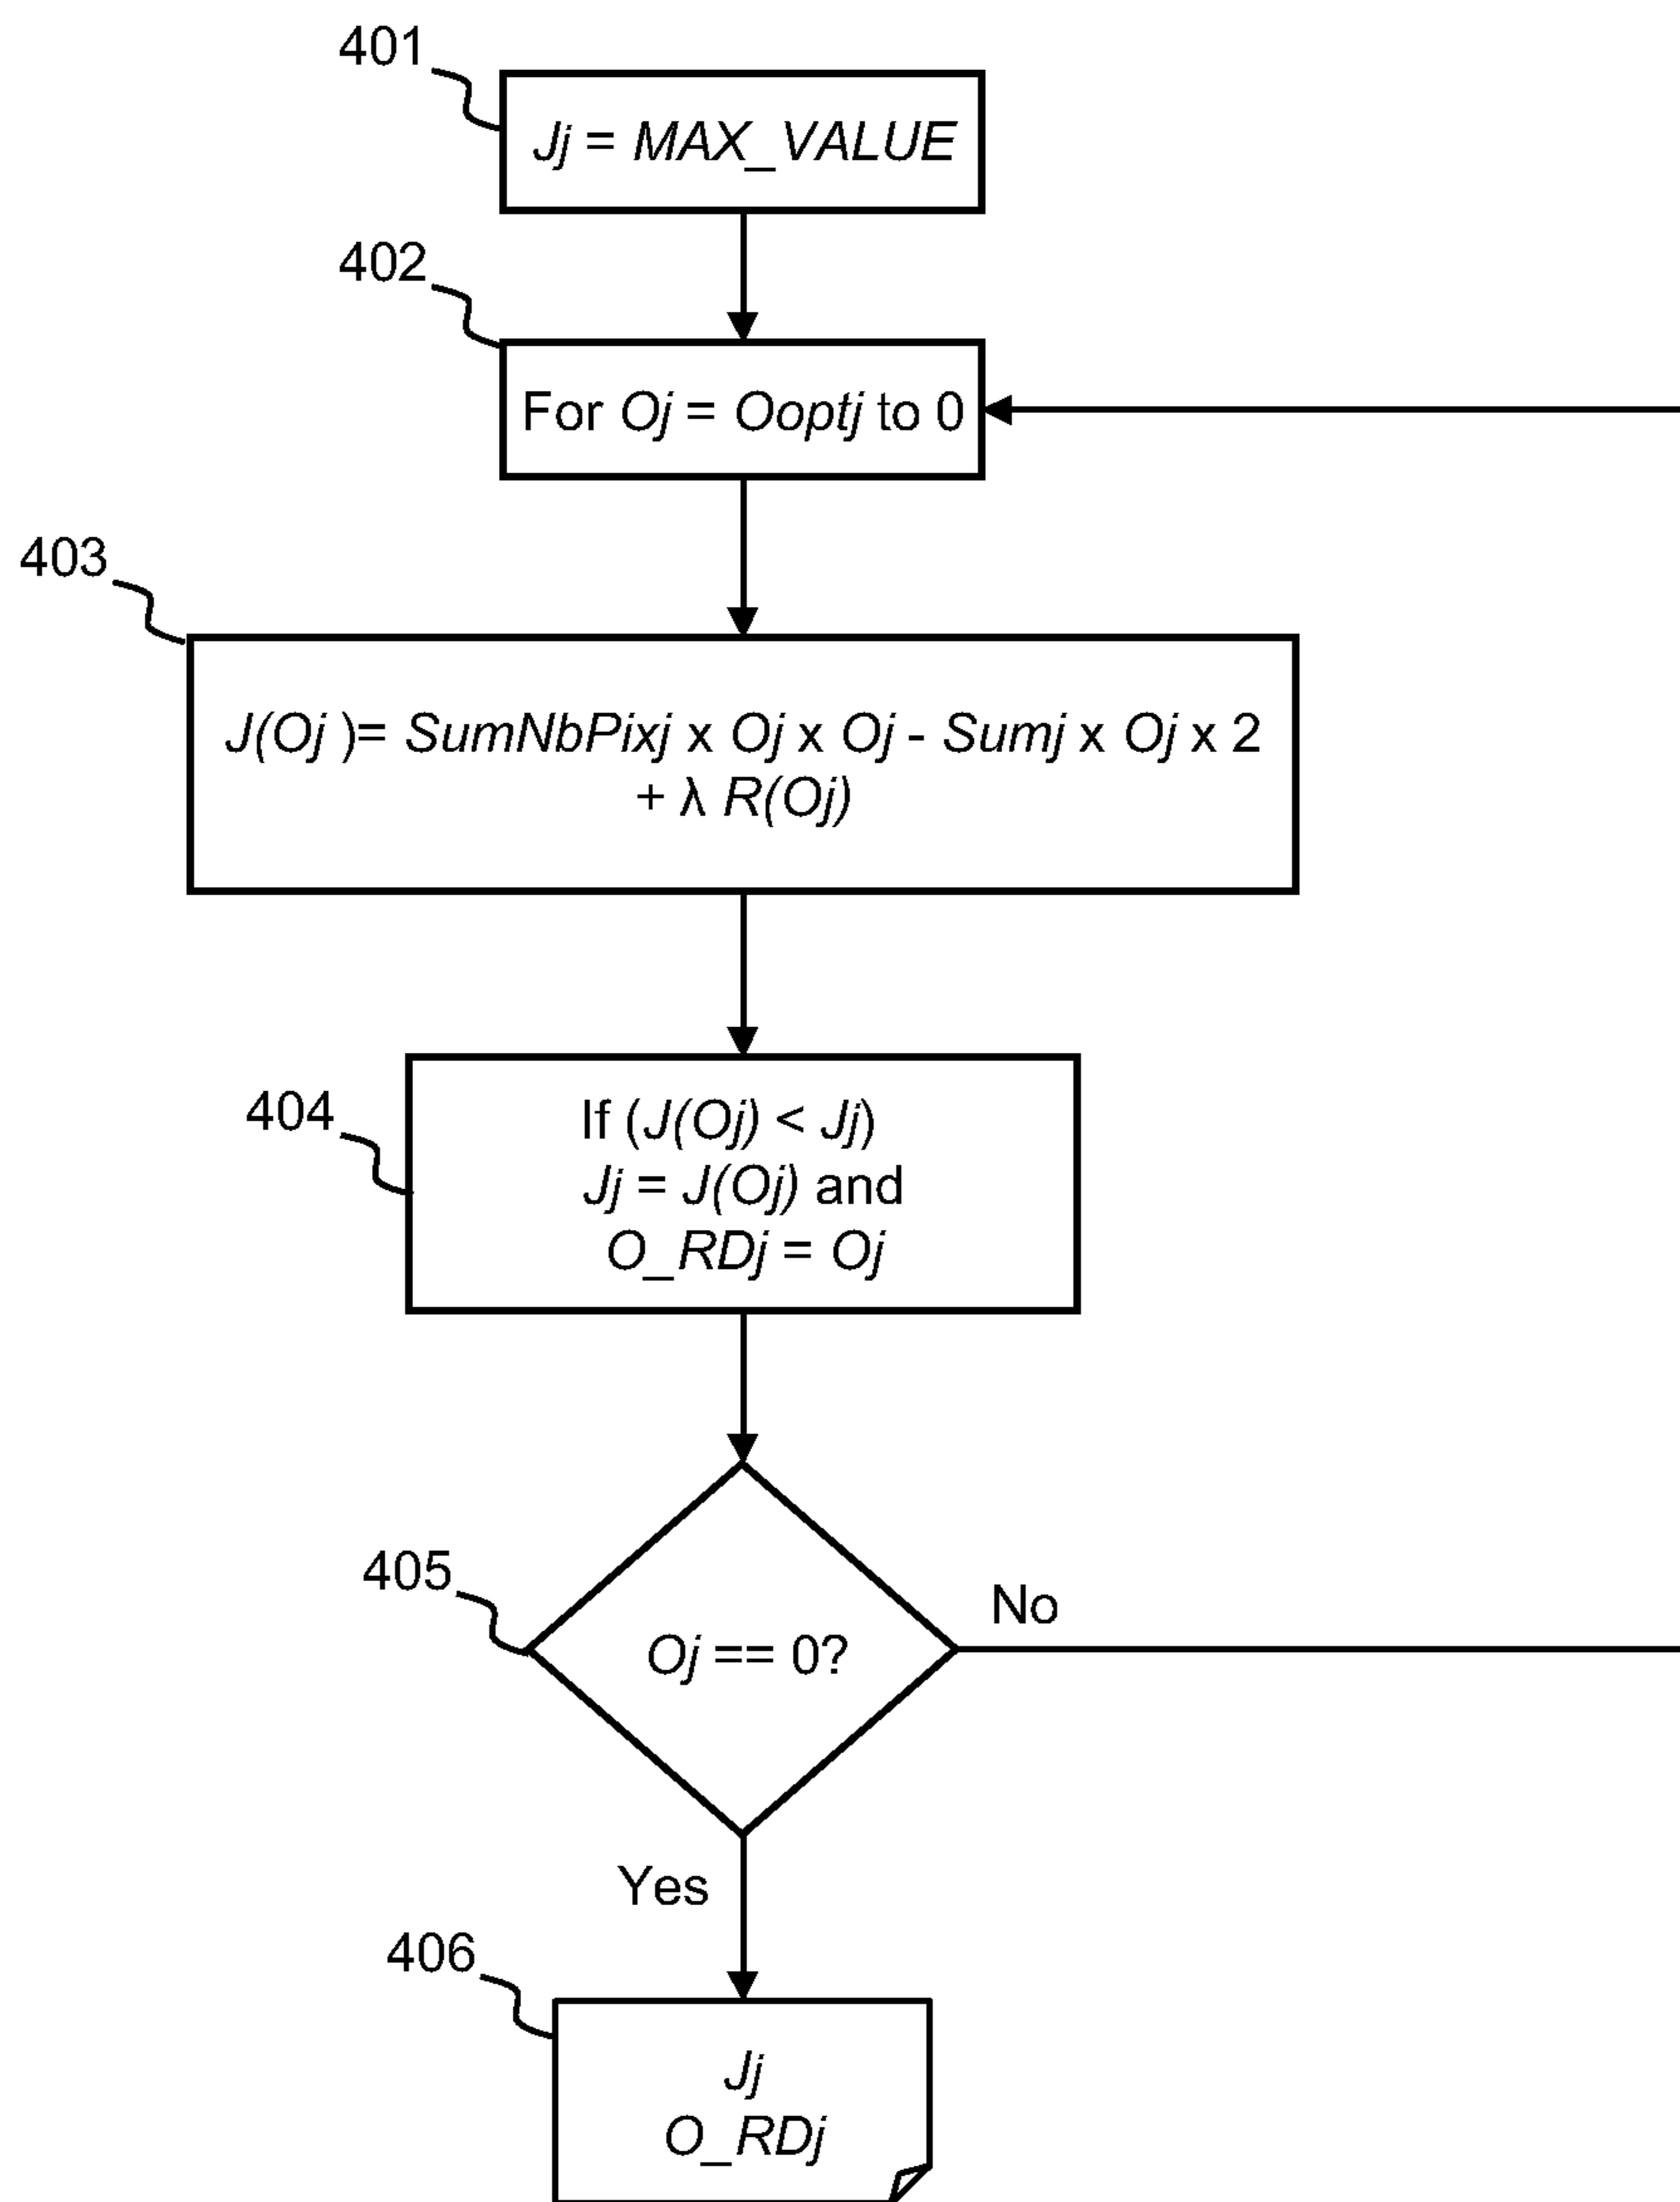 401
Jj = MAX_VALUE
402
For Oj = Ooptj to 0
403
J(Oj )= SumNbPixj x Oj x Oj - Sumj x Oj x 2
+ λ R(Oj)
404
If (J(Oj) < Jj)
Jj = J(Oj) and
O_RDj = Oj
405
Oj == 0?
No
Yes
406
Jj
O_RDj